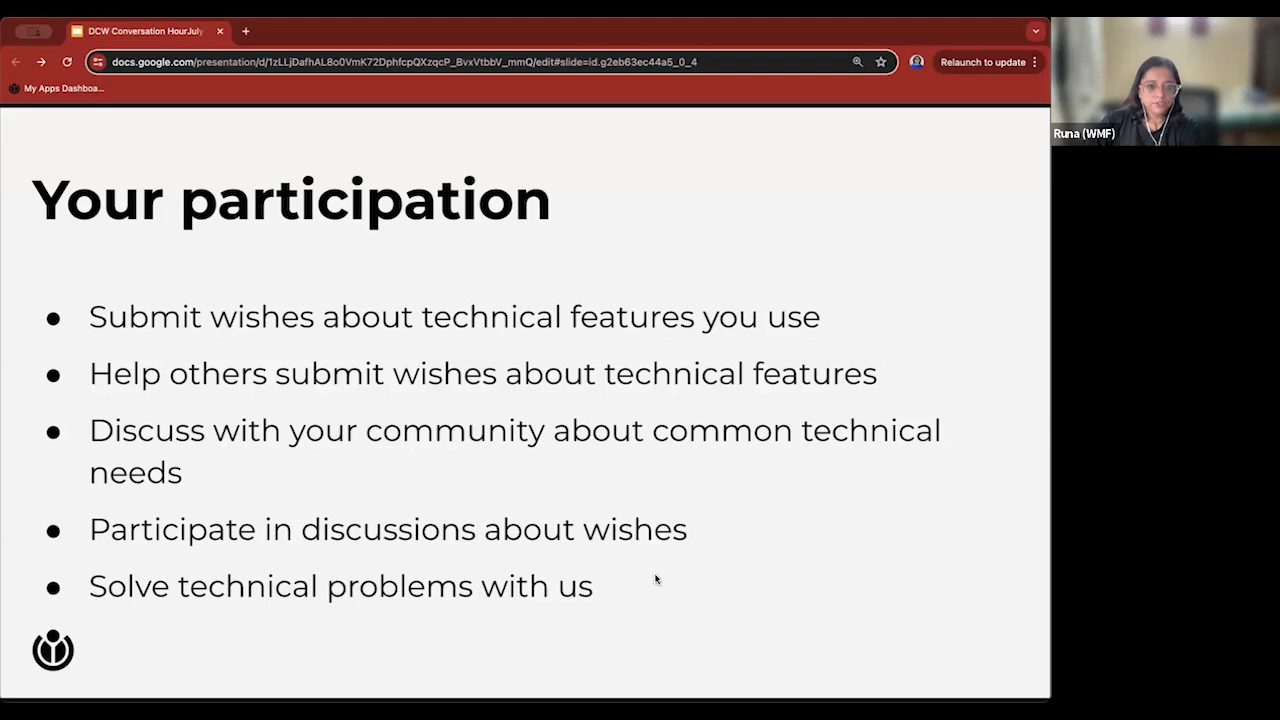 DCW Conversation HourJuly
docs.google.com/presentation/d/1zLLjDafhAL8o0VmK72DphfcpQXzqcP_BvxVtbbV_mmQ/edit#slide=id.g2eb63ec44a5_0_4
Relaunch to update
My Apps Dashboa...
Runa (WMF)
Your participation
● Submit wishes about technical features you use
● Help others submit wishes about technical features
● Discuss with your community about common technical
needs
● Participate in discussions about wishes
● Solve technical problems with us